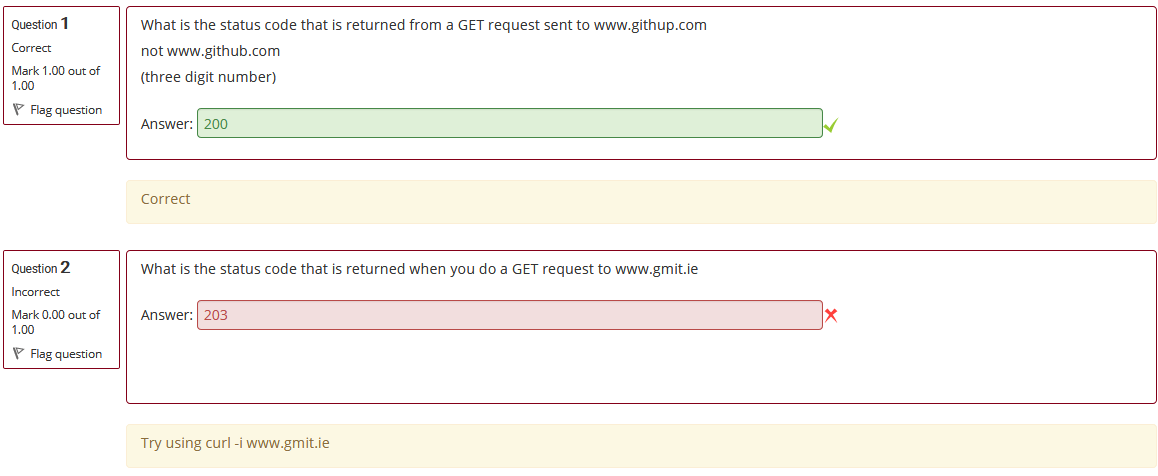 Question 1
Correct
Mark 1.00 out of
1.00
Flag question
What is the status code that is returned from a GET request sent to www.githup.com
not www.github.com
(three digit number)
Answer: 200
Correct
Question 2
Incorrect
Mark 0.00 out of
1.00
Flag question
What is the status code that is returned when you do a GET request to www.gmit.ie
Answer: 203
Try using curl -i www.gmit.ie